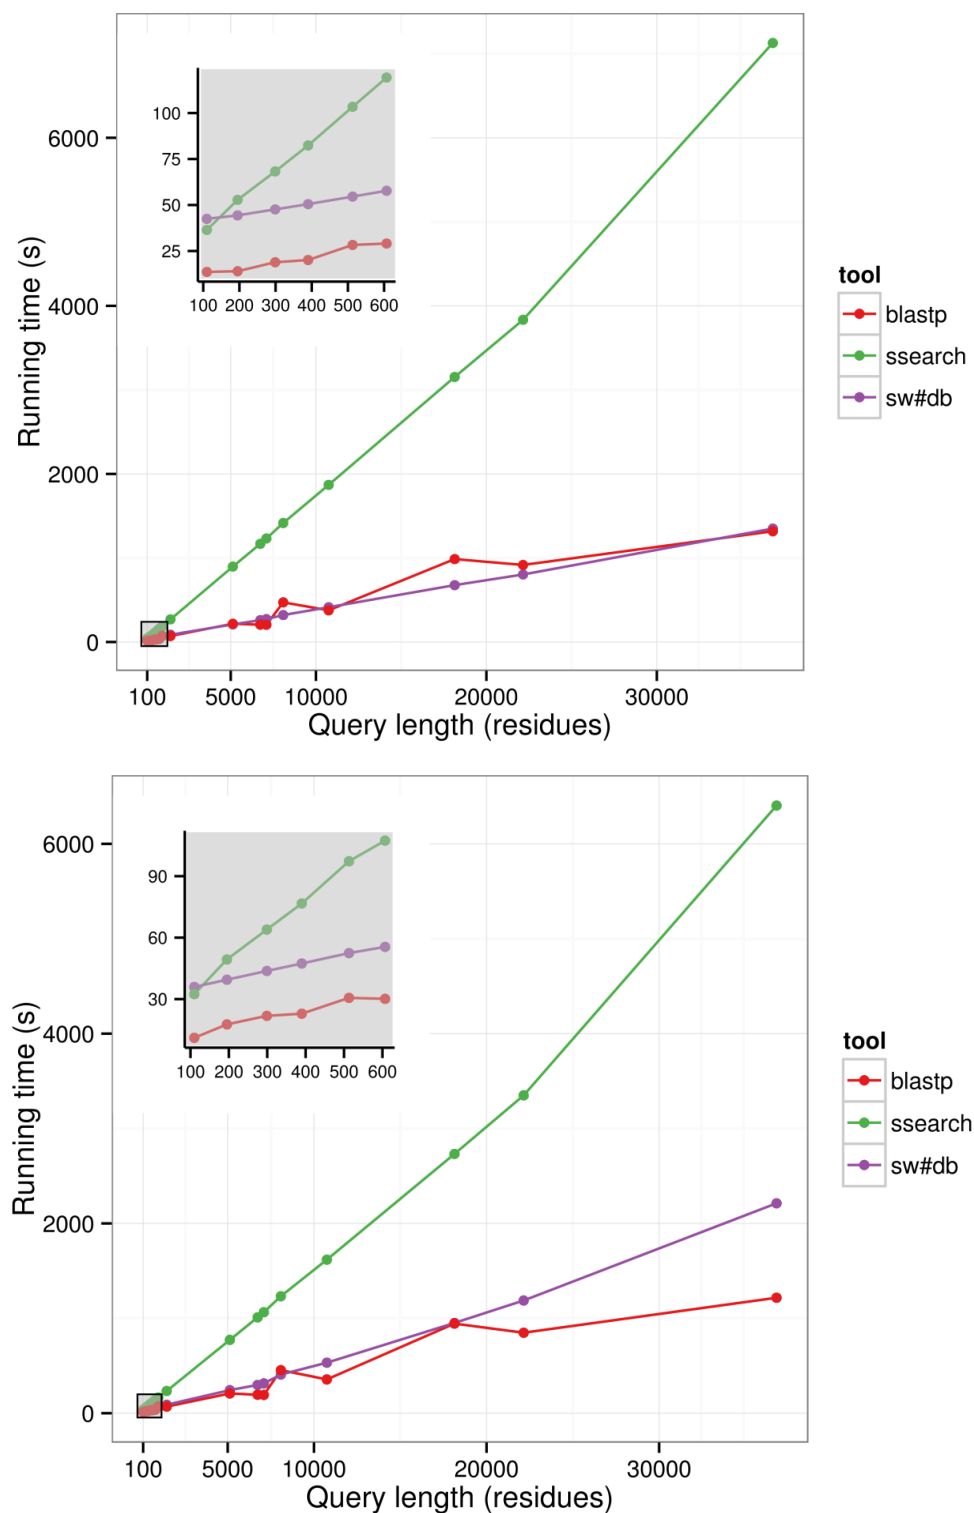 6000
4000
2000
0
Running time (s)
100
75
50
25
100 200 300 400 500 600
100 5000 10000 20000 30000
Query length (residues)
tool
blastp
ssearch
sw#db
6000
4000
2000
0
Running time (s)
90
60
30
100 200 300 400 500 600
100 5000 10000 20000 30000
Query length (residues)
tool
blastp
ssearch
sw#db